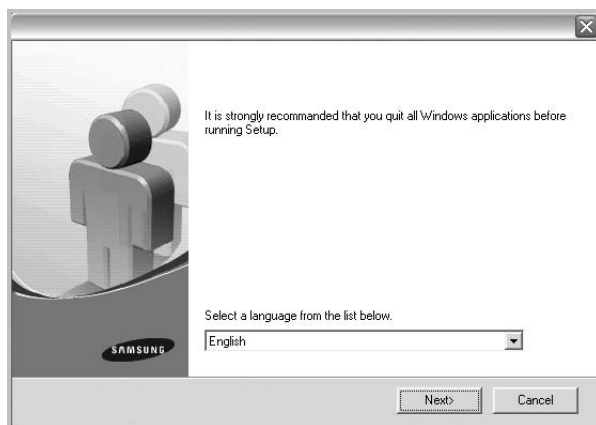 It is strongly recommanded that you quit all Windows applications before
running Setup.
Select a language from the list below.
English
SAMSUNG
Next>
Cancel